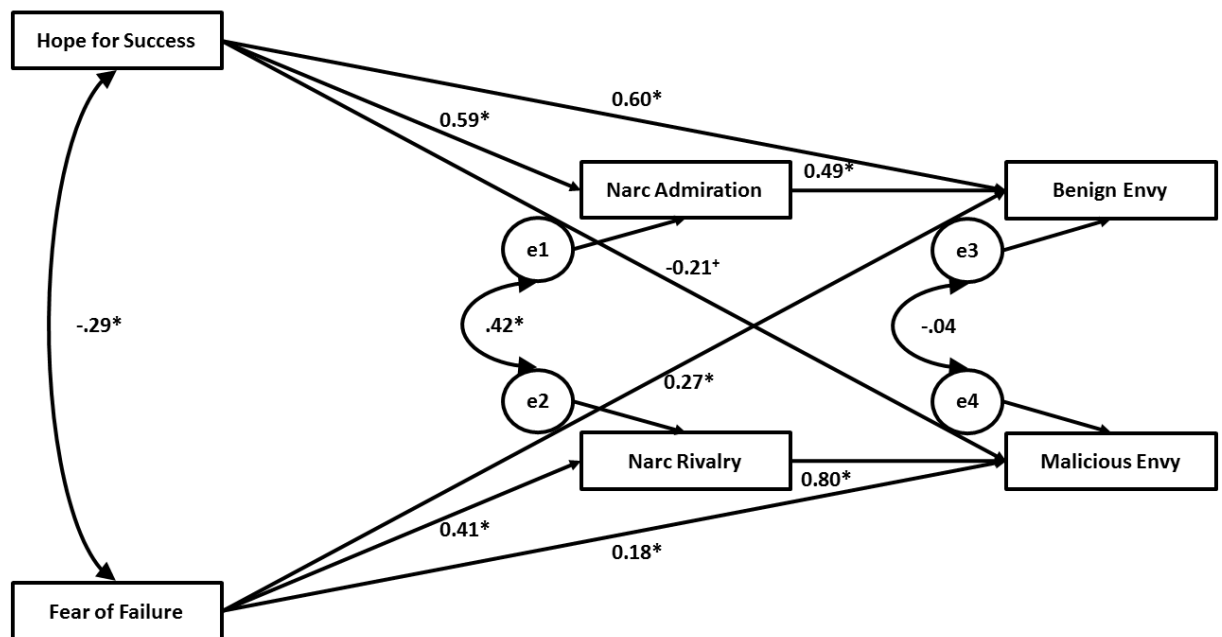 Hope for Success
0.60*
0.59*
Narc Admiration
0.49*
Benign Envy
e1
e3
-0.21⁺
-.29*
.42*
-.04
0.27*
e2
e4
Narc Rivalry
Malicious Envy
0.80*
0.41*
0.18*
Fear of Failure